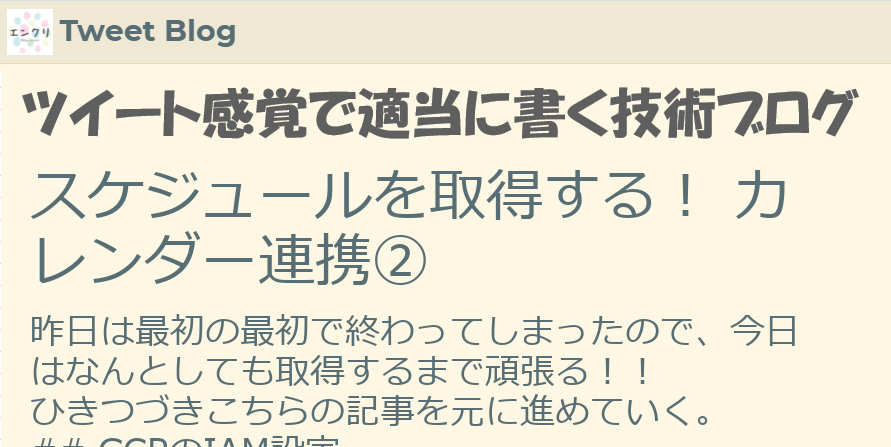 エンクリ Tweet Blog
ツイート感覚で適当に書く技術ブログ
スケジュールを取得する！ カ
レンダー連携②
昨日は最初の最初で終わってしまったので、今日
はなんとしても取得するまで頑張る！！
ひきつづきこちらの記事を元に進めていく。
## GCPのIAM設定